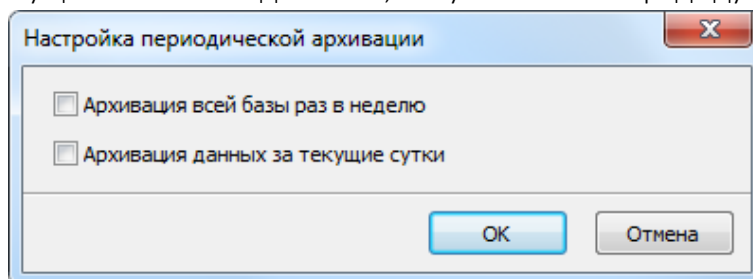 Настройка периодической архивации
Архивация всей базы раз в неделю
Архивация данных за текущие сутки
OK
Отмена